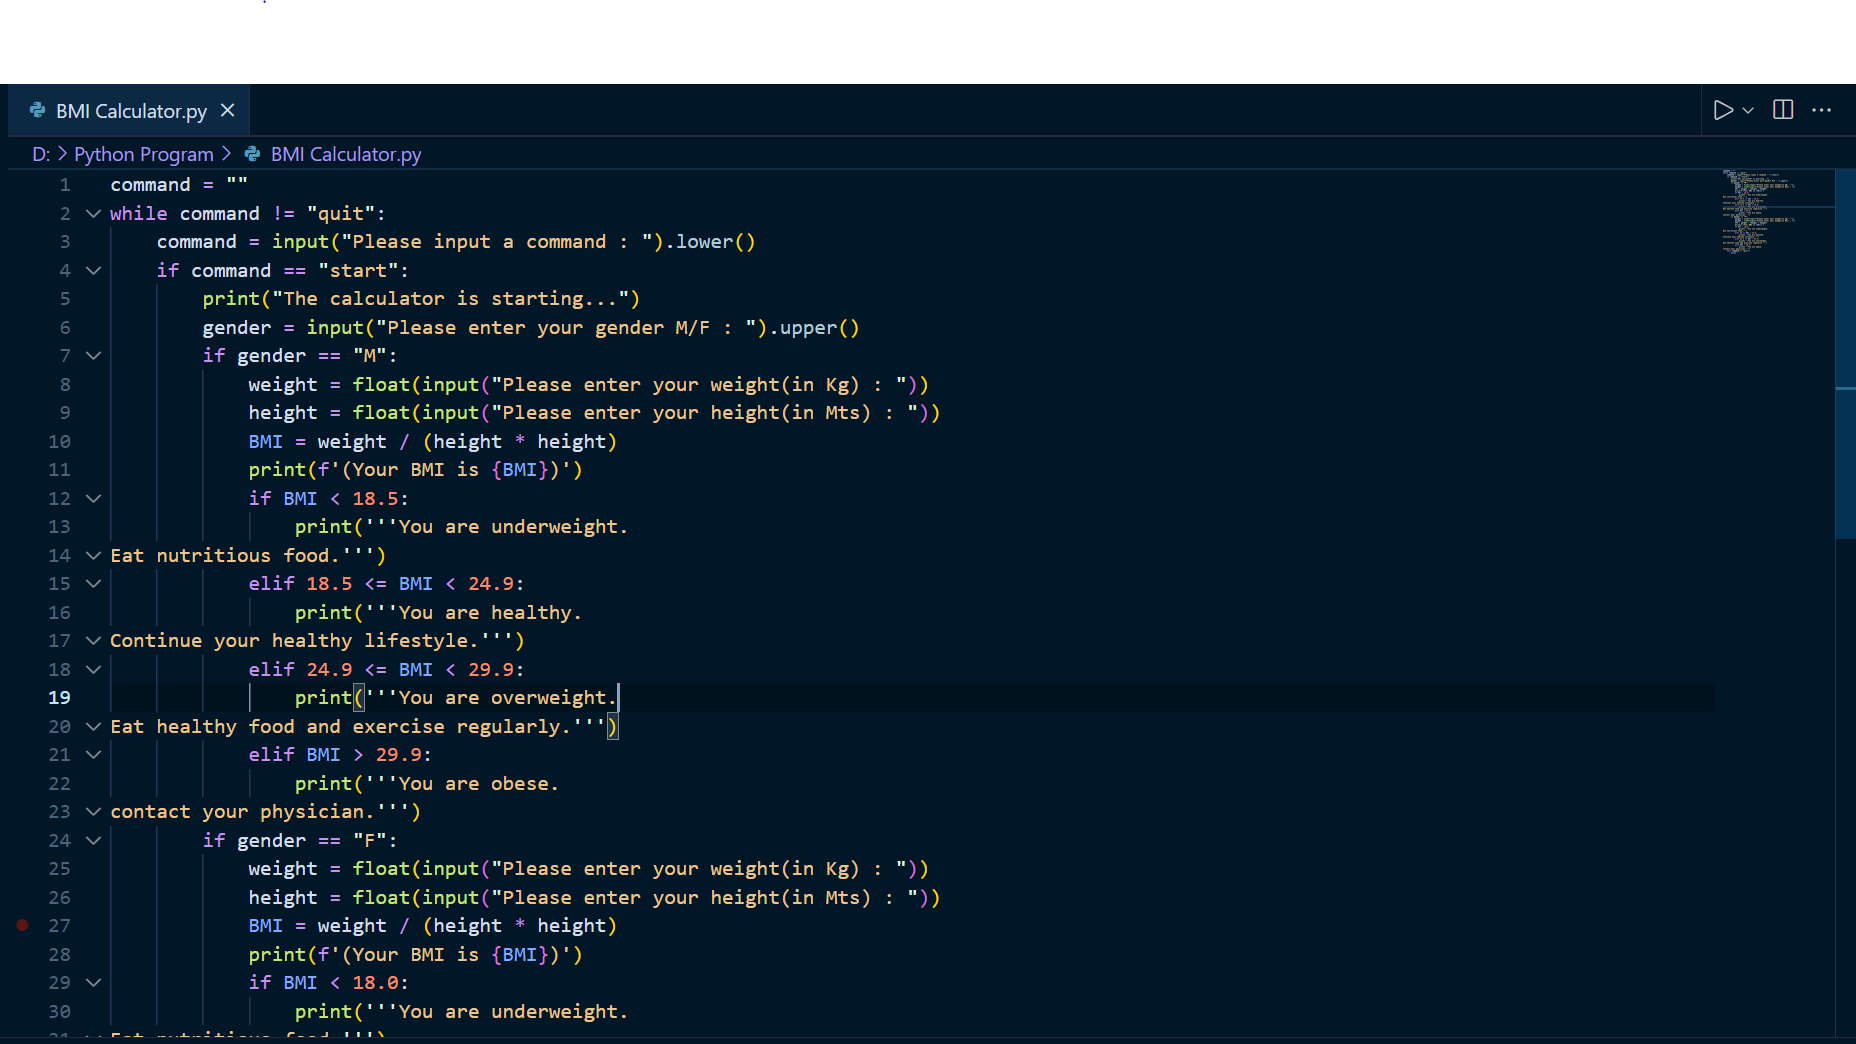 BMI Calculator.py
D: > Python Program > BMI Calculator.py
1 command = ""
2 while command != "quit":
3     command = input("Please input a command : ").lower()
4     if command == "start":
5         print("The calculator is starting...")
6         gender = input("Please enter your gender M/F : ").upper()
7         if gender == "M":
8             weight = float(input("Please enter your weight(in Kg) : "))
9             height = float(input("Please enter your height(in Mts) : "))
10             BMI = weight / (height * height)
11             print(f'(Your BMI is {BMI})')
12             if BMI < 18.5:
13                 print('''You are underweight.
14 Eat nutritious food.''')
15             elif 18.5 <= BMI < 24.9:
16                 print('''You are healthy.
17 Continue your healthy lifestyle.''')
18             elif 24.9 <= BMI < 29.9:
19                 print('''You are overweight.
20 Eat healthy food and exercise regularly.''')
21             elif BMI > 29.9:
22                 print('''You are obese.
23 contact your physician.''')
24         if gender == "F":
25             weight = float(input("Please enter your weight(in Kg) : "))
26             height = float(input("Please enter your height(in Mts) : "))
27             BMI = weight / (height * height)
28             print(f'(Your BMI is {BMI})')
29             if BMI < 18.0:
30                 print('''You are underweight.
31 Eat nutritious food.''')